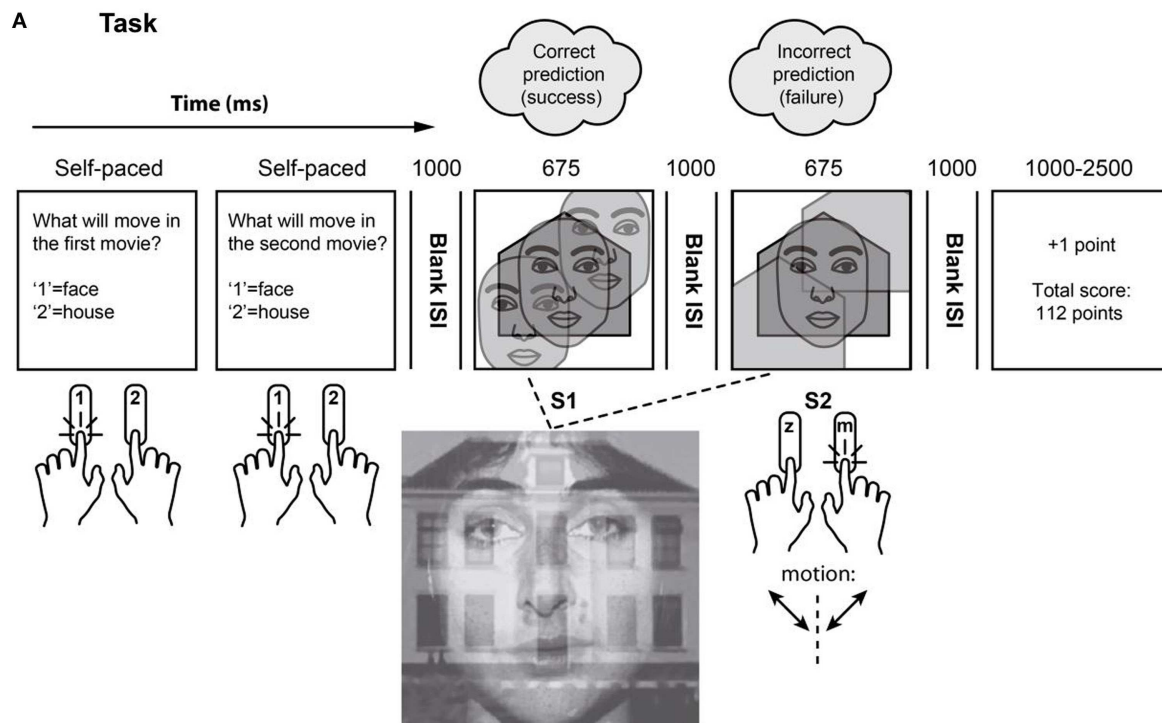 A Task
Correct
prediction
(success)
Incorrect
prediction
(failure)
Time (ms)
Self-paced
Self-paced
1000
675
1000
675
1000
1000-2500
What will move in
the first movie?
‘1’=face
‘2’=house
What will move in
the second movie?
‘1’=face
‘2’=house
Blank ISI
Blank ISI
Blank ISI
+1 point
Total score:
112 points
1
2
1
2
S1
S2
z
m
motion: